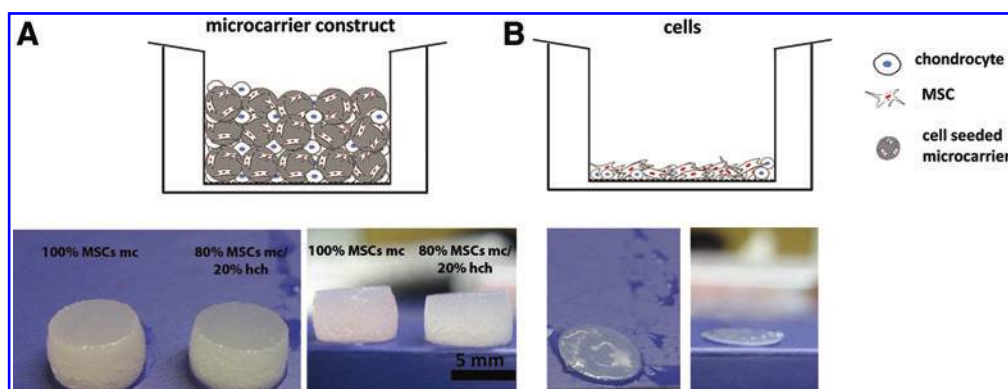 A
microcarrier construct
B
cells
chondrocyte
MSC
cell seeded
microcarrier
100% MSCs mc
80% MSCs mc/
20% hch
100% MSCs mc
80% MSCs mc/
20% hch
5 mm